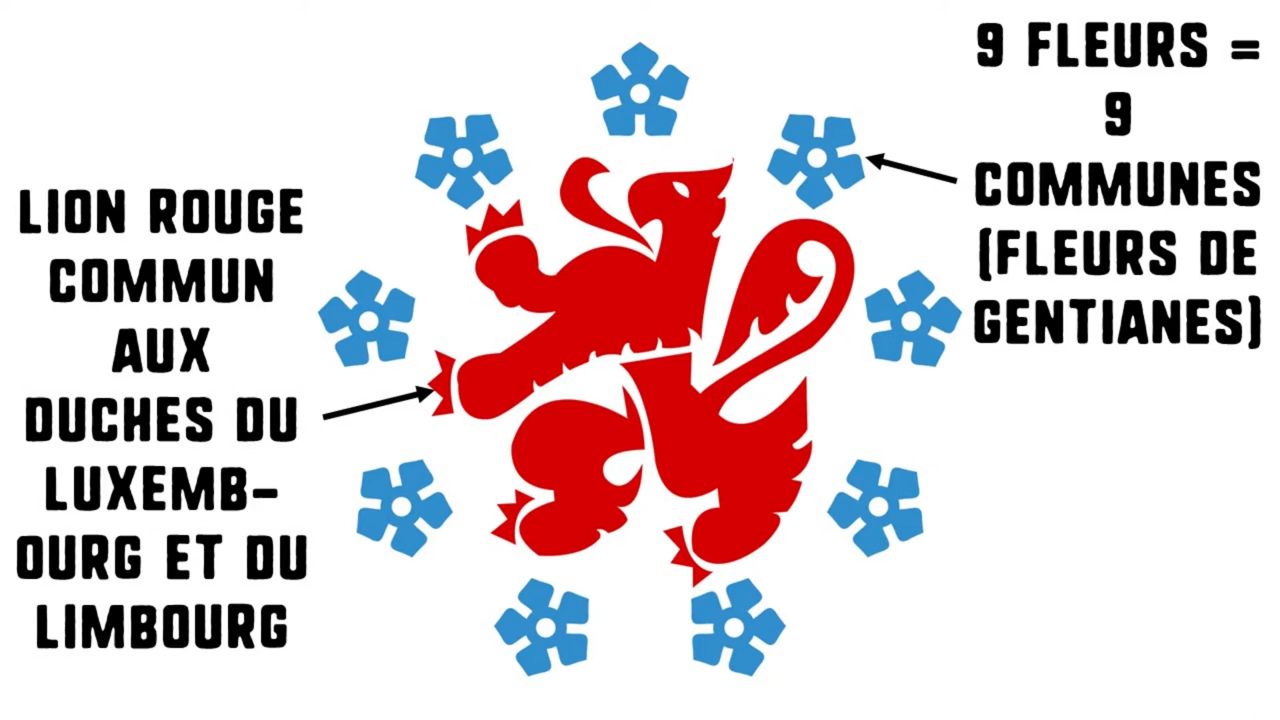 LION ROUGE
COMMUN
AUX
DUCHES DU
LUXEMB-
OURG ET DU
LIMBOURG
9 FLEURS =
9
COMMUNES
(FLEURS DE
GENTIANES)